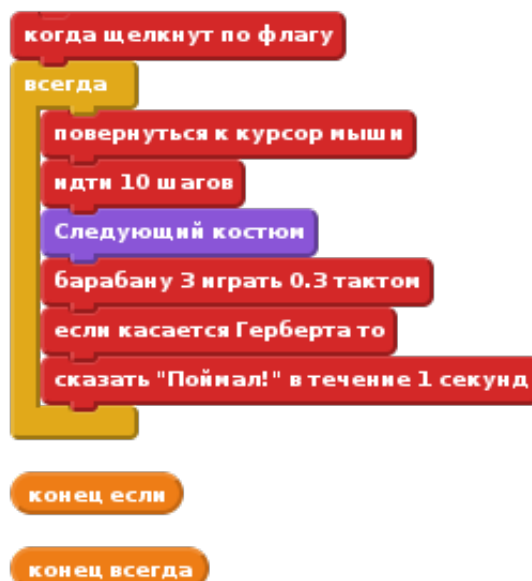 когда щелкнут по флагу
всегда
повернуться к курсор мыши
идти 10 шагов
Следующий костюм
барабану 3 играть 0.3 тактом
если касается Герберта то
сказать "Поймал!" в течение 1 секунд
конец если
конец всегда